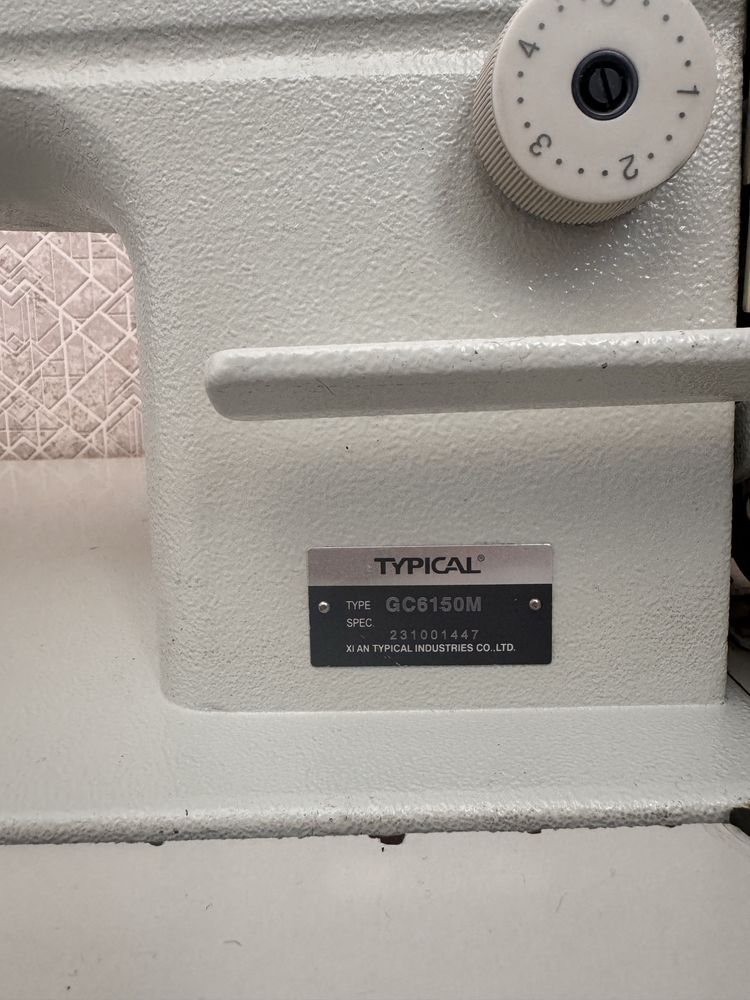 4
1
3
2
TYPICAL®
TYPE GC6150M
SPEC.
231001447
XI AN TYPICAL INDUSTRIES CO.,LTD.